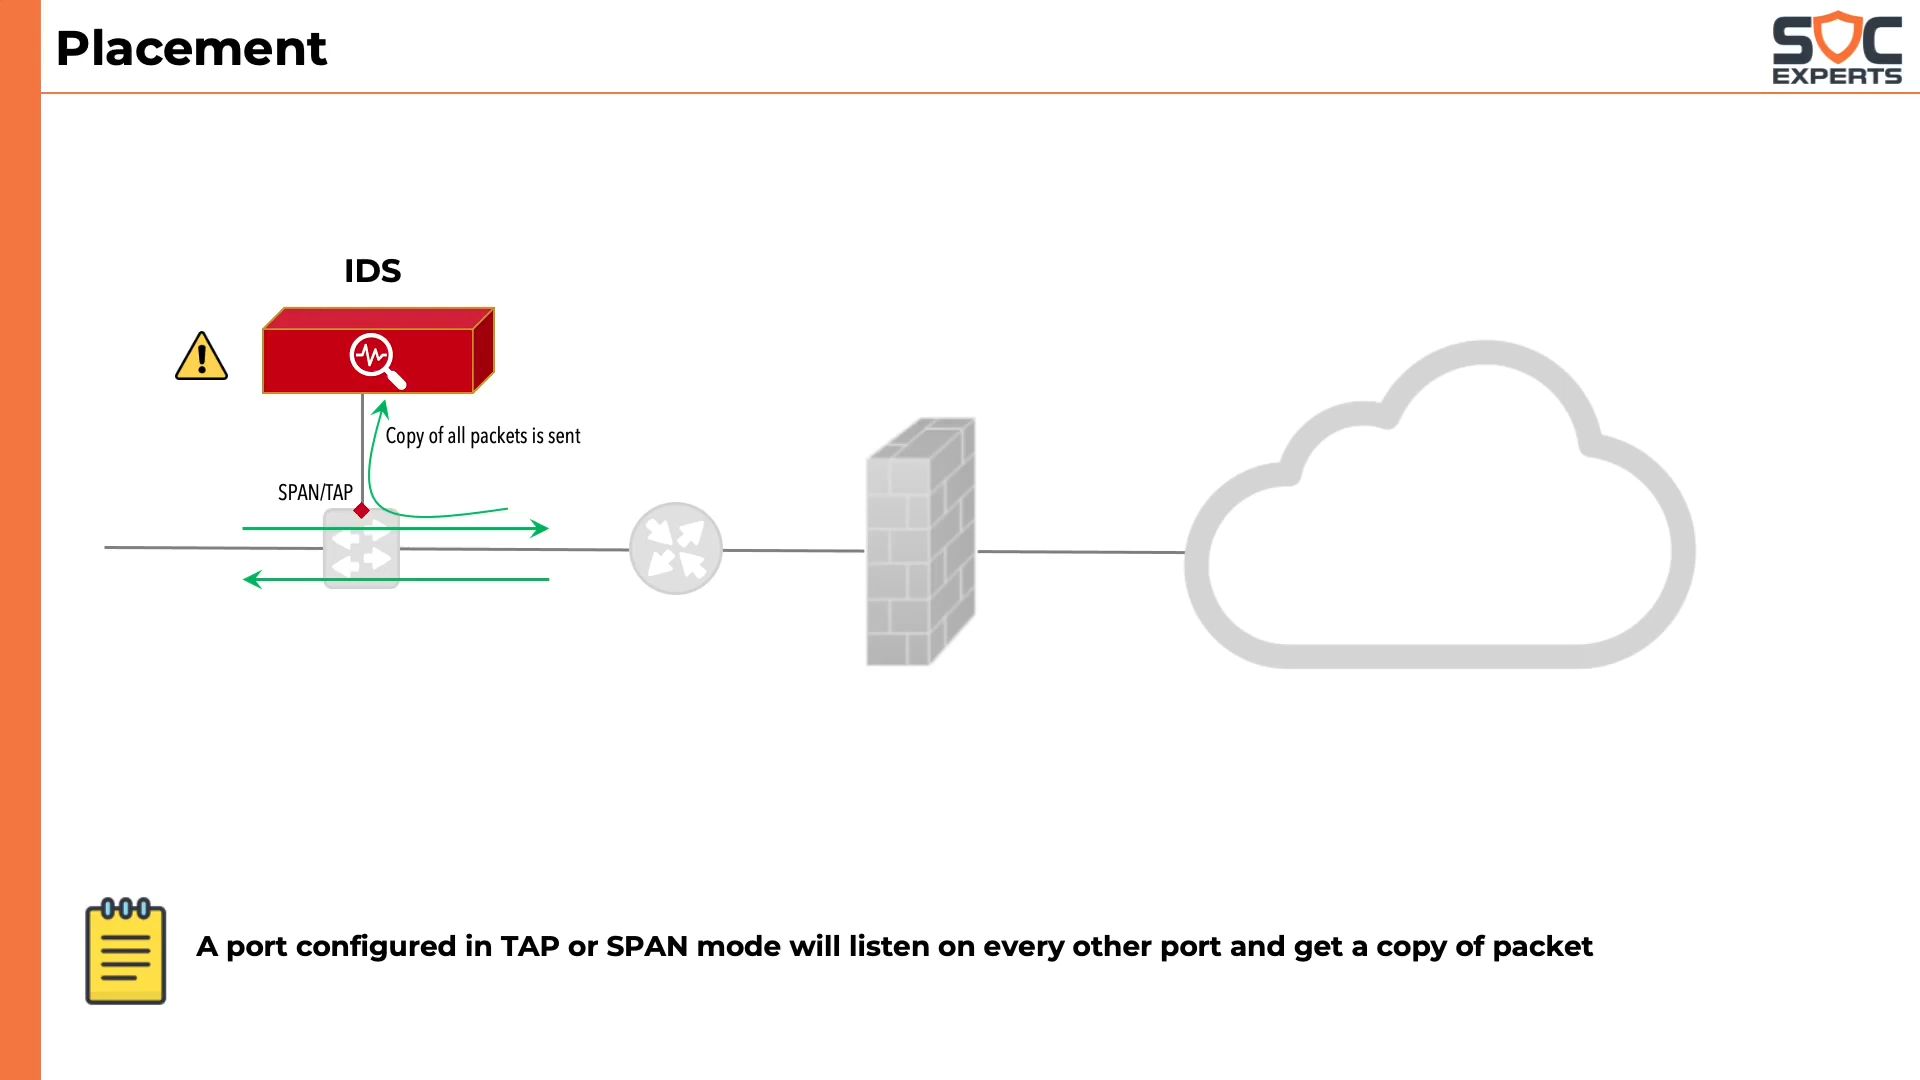 Placement
SOC
EXPERTS
IDS
Copy of all packets is sent
SPAN/TAP
A port configured in TAP or SPAN mode will listen on every other port and get a copy of packet